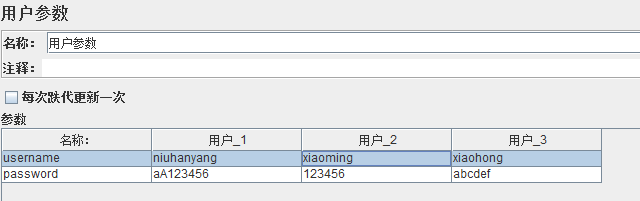 用户参数
名称： 用户参数
注释：
每次跌代更新一次
参数
名称： 用户_1 用户_2 用户_3
username niuhanyang xiaoming xiaohong
password aA123456 123456 abcdef